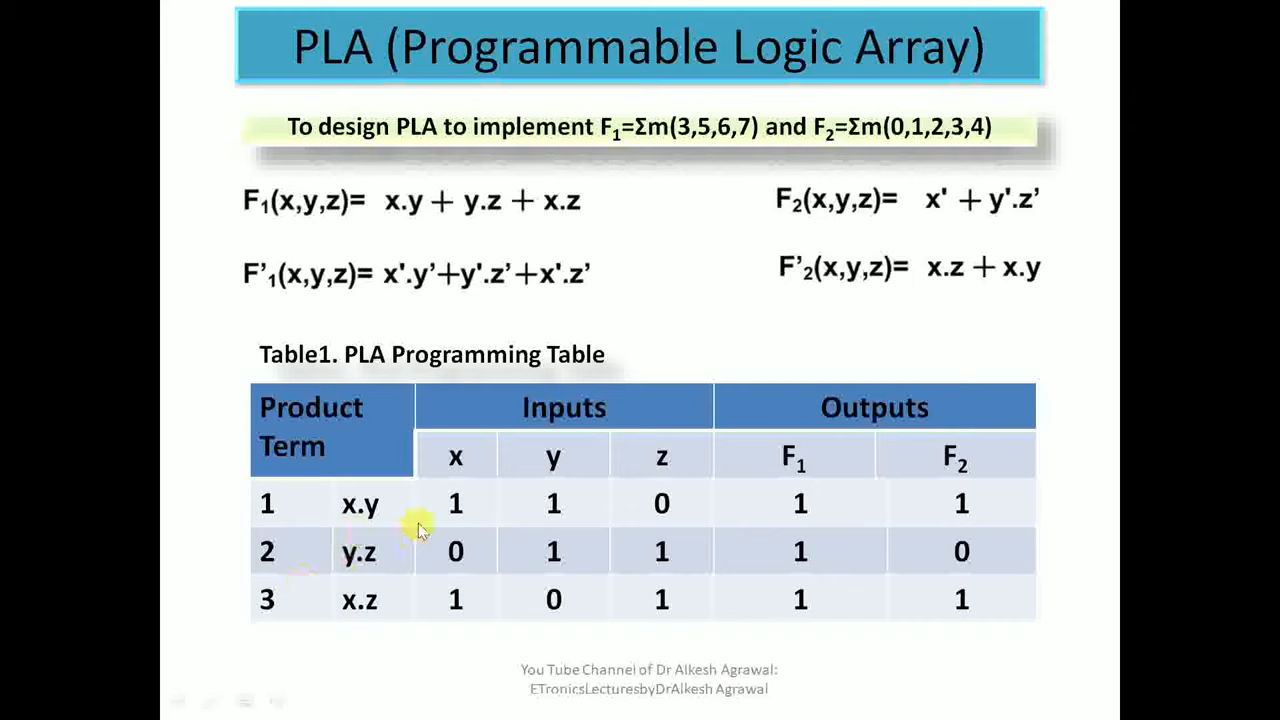 PLA (Programmable Logic Array)
To design PLA to implement F₁=Σm(3,5,6,7) and F₂=Σm(0,1,2,3,4)
F₁(x,y,z)= x.y + y.z + x.z
F₂(x,y,z)= x' + y'.z’
F’₁(x,y,z)= x'.y’+y'.z’+x'.z’
F’₂(x,y,z)= x.z + x.y
Table1. PLA Programming Table
Product Term Inputs Outputs
x y z F₁ F₂
1 x.y 1 1 0 1 1
2 y.z 0 1 1 1 0
3 x.z 1 0 1 1 1
You Tube Channel of Dr Alkesh Agrawal:
ETronicsLecturesbyDrAlkesh Agrawal